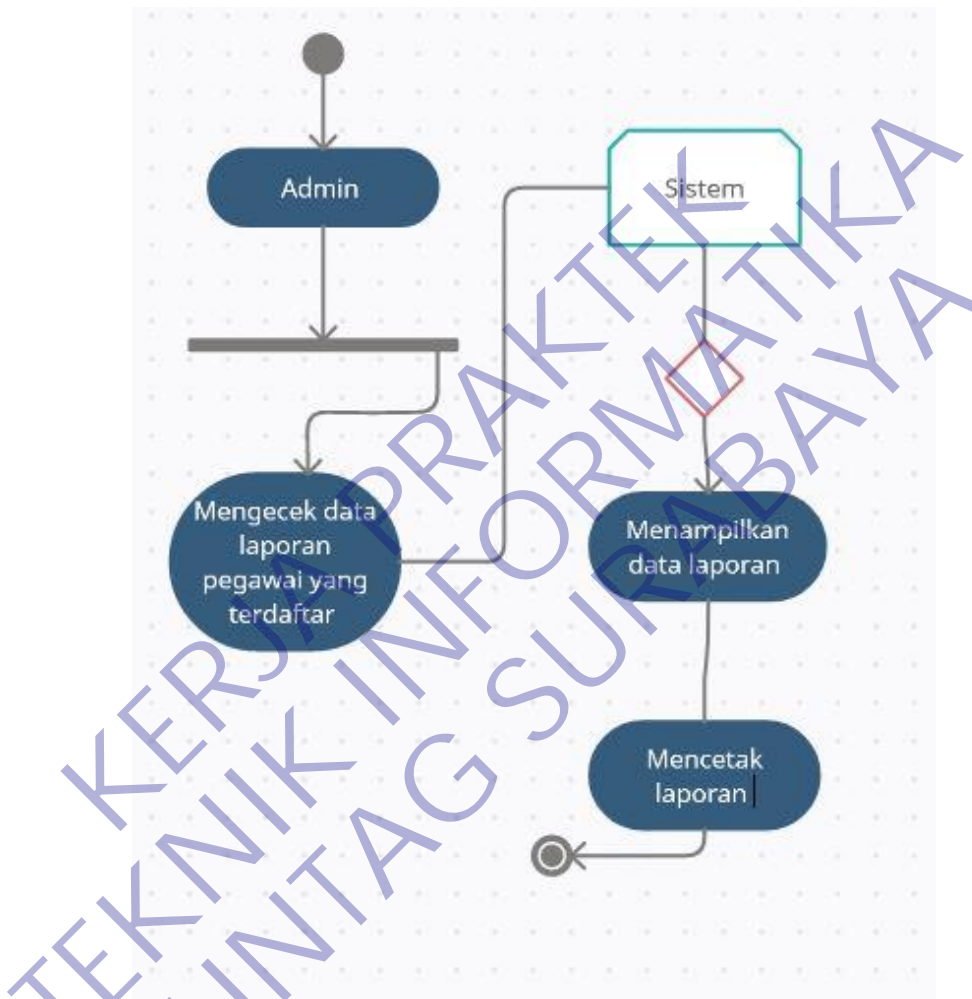 Admin
Sistem
Mengecek data
laporan
pegawai yang
terdaftar
Menampilkan
data laporan
Mencetak
laporan
KERJA PRAKTEK
TEKNIK INFORMATIKA
UNTAG SURABAYA